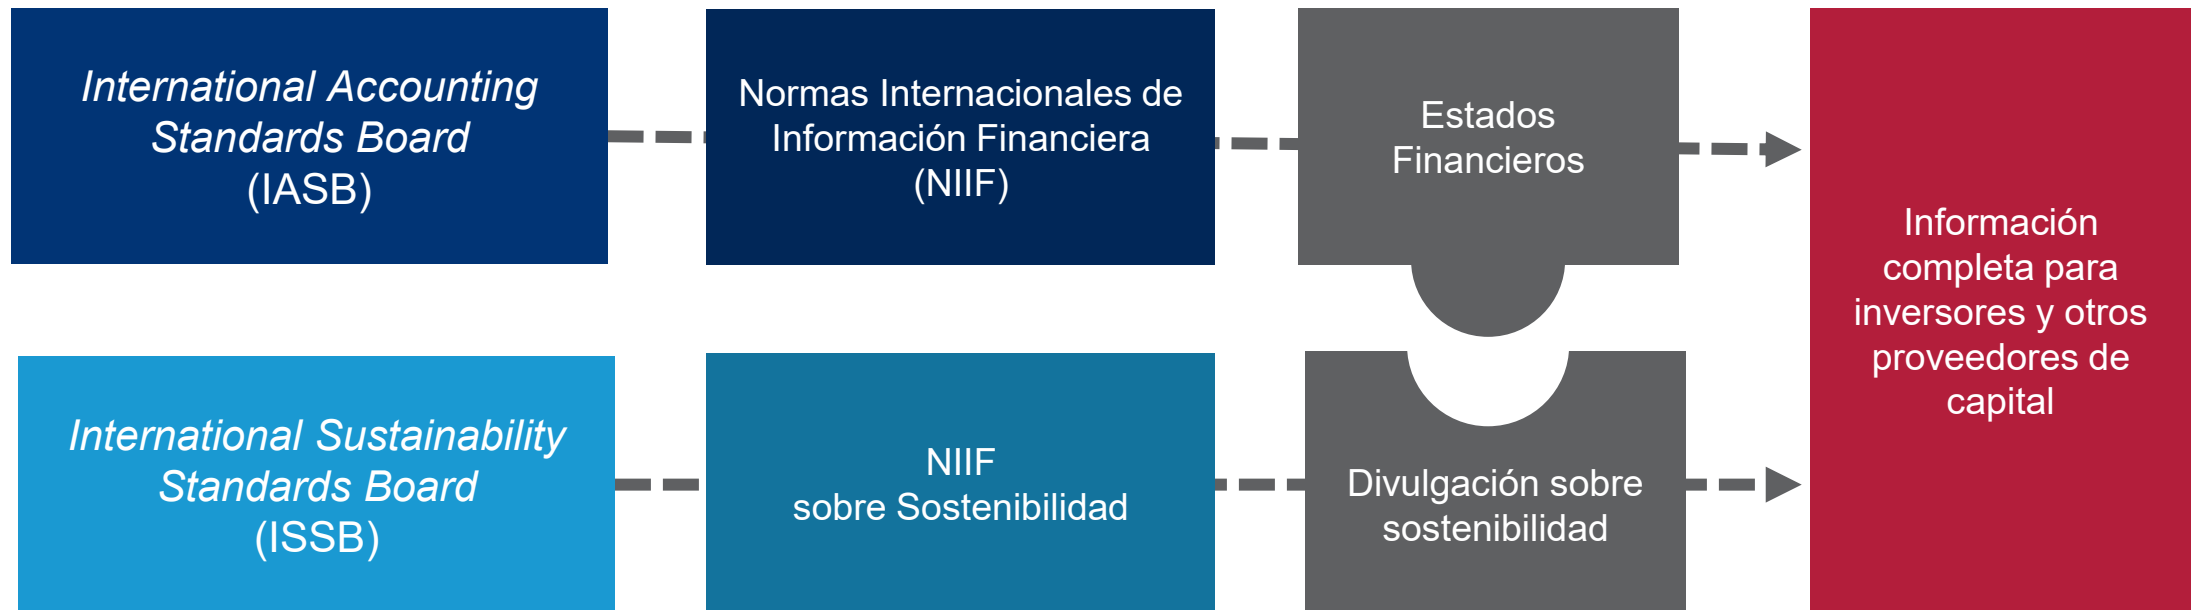 International Accounting
Standards Board
(IASB)
Normas Internacionales de
Información Financiera
(NIIF)
Estados
Financieros
Información
completa para
inversores y otros
proveedores de
capital
International Sustainability
Standards Board
(ISSB)
NIIF
sobre Sostenibilidad
Divulgación sobre
sostenibilidad